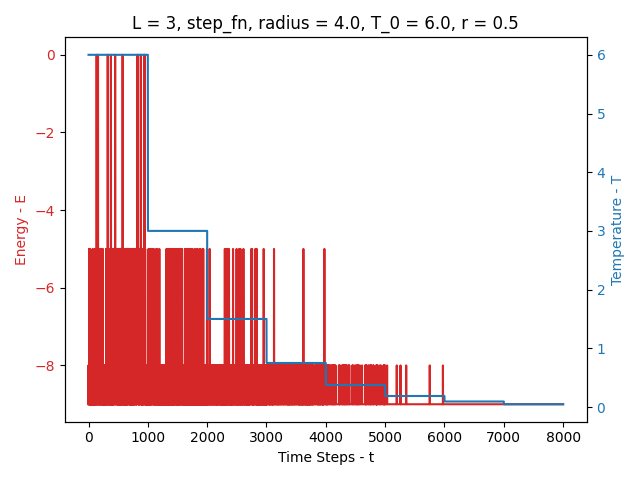 L = 3, step_fn, radius = 4.0, T_0 = 6.0, r = 0.5
0
−2
−4
−6
−8
Energy - E
6
5
4
3
2
1
0
Temperature - T
0 1000 2000 3000 4000 5000 6000 7000 8000
Time Steps - t